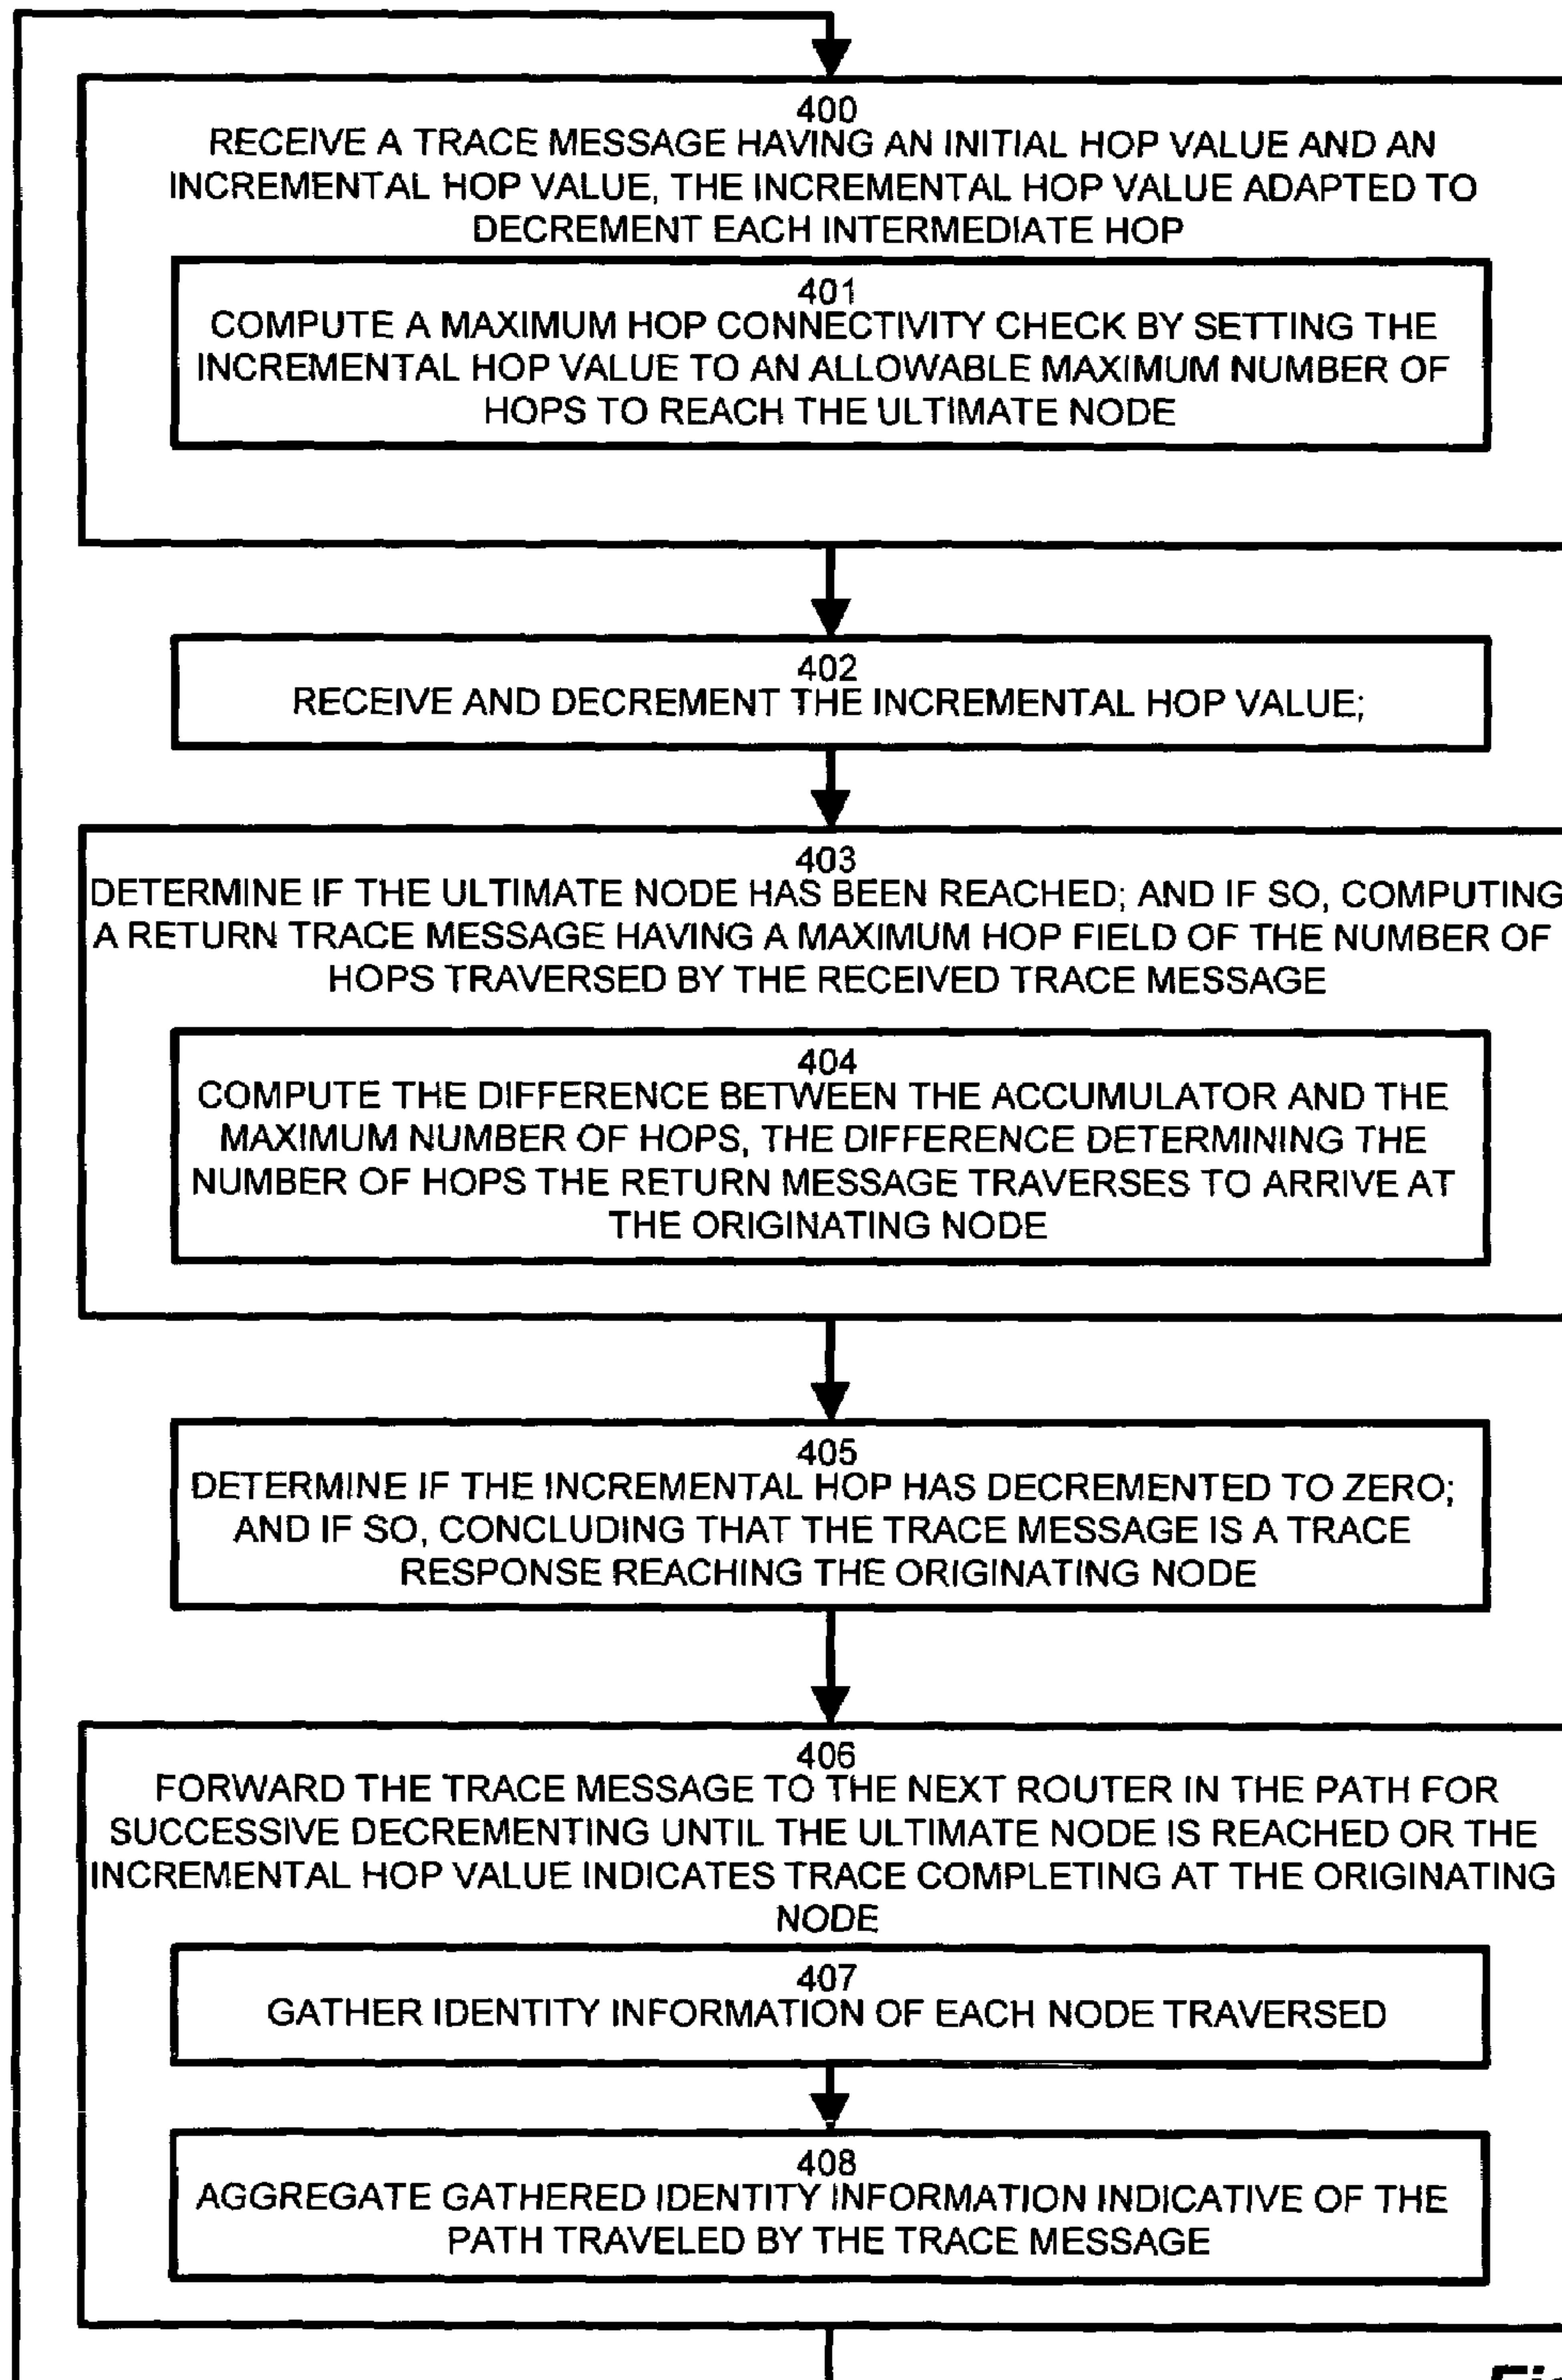 400
RECEIVE A TRACE MESSAGE HAVING AN INITIAL HOP VALUE AND AN
INCREMENTAL HOP VALUE, THE INCREMENTAL HOP VALUE ADAPTED TO
DECREMENT EACH INTERMEDIATE HOP
401
COMPUTE A MAXIMUM HOP CONNECTIVITY CHECK BY SETTING THE
INCREMENTAL HOP VALUE TO AN ALLOWABLE MAXIMUM NUMBER OF
HOPS TO REACH THE ULTIMATE NODE
402
RECEIVE AND DECREMENT THE INCREMENTAL HOP VALUE;
403
DETERMINE IF THE ULTIMATE NODE HAS BEEN REACHED; AND IF SO, COMPUTING
A RETURN TRACE MESSAGE HAVING A MAXIMUM HOP FIELD OF THE NUMBER OF
HOPS TRAVERSED BY THE RECEIVED TRACE MESSAGE
404
COMPUTE THE DIFFERENCE BETWEEN THE ACCUMULATOR AND THE
MAXIMUM NUMBER OF HOPS, THE DIFFERENCE DETERMINING THE
NUMBER OF HOPS THE RETURN MESSAGE TRAVERSES TO ARRIVE AT
THE ORIGINATING NODE
405
DETERMINE IF THE INCREMENTAL HOP HAS DECREMENTED TO ZERO;
AND IF SO, CONCLUDING THAT THE TRACE MESSAGE IS A TRACE
RESPONSE REACHING THE ORIGINATING NODE
406
FORWARD THE TRACE MESSAGE TO THE NEXT ROUTER IN THE PATH FOR
SUCCESSIVE DECREMENTING UNTIL THE ULTIMATE NODE IS REACHED OR THE
INCREMENTAL HOP VALUE INDICATES TRACE COMPLETING AT THE ORIGINATING
NODE
407
GATHER IDENTITY INFORMATION OF EACH NODE TRAVERSED
408
AGGREGATE GATHERED IDENTITY INFORMATION INDICATIVE OF THE
PATH TRAVELED BY THE TRACE MESSAGE